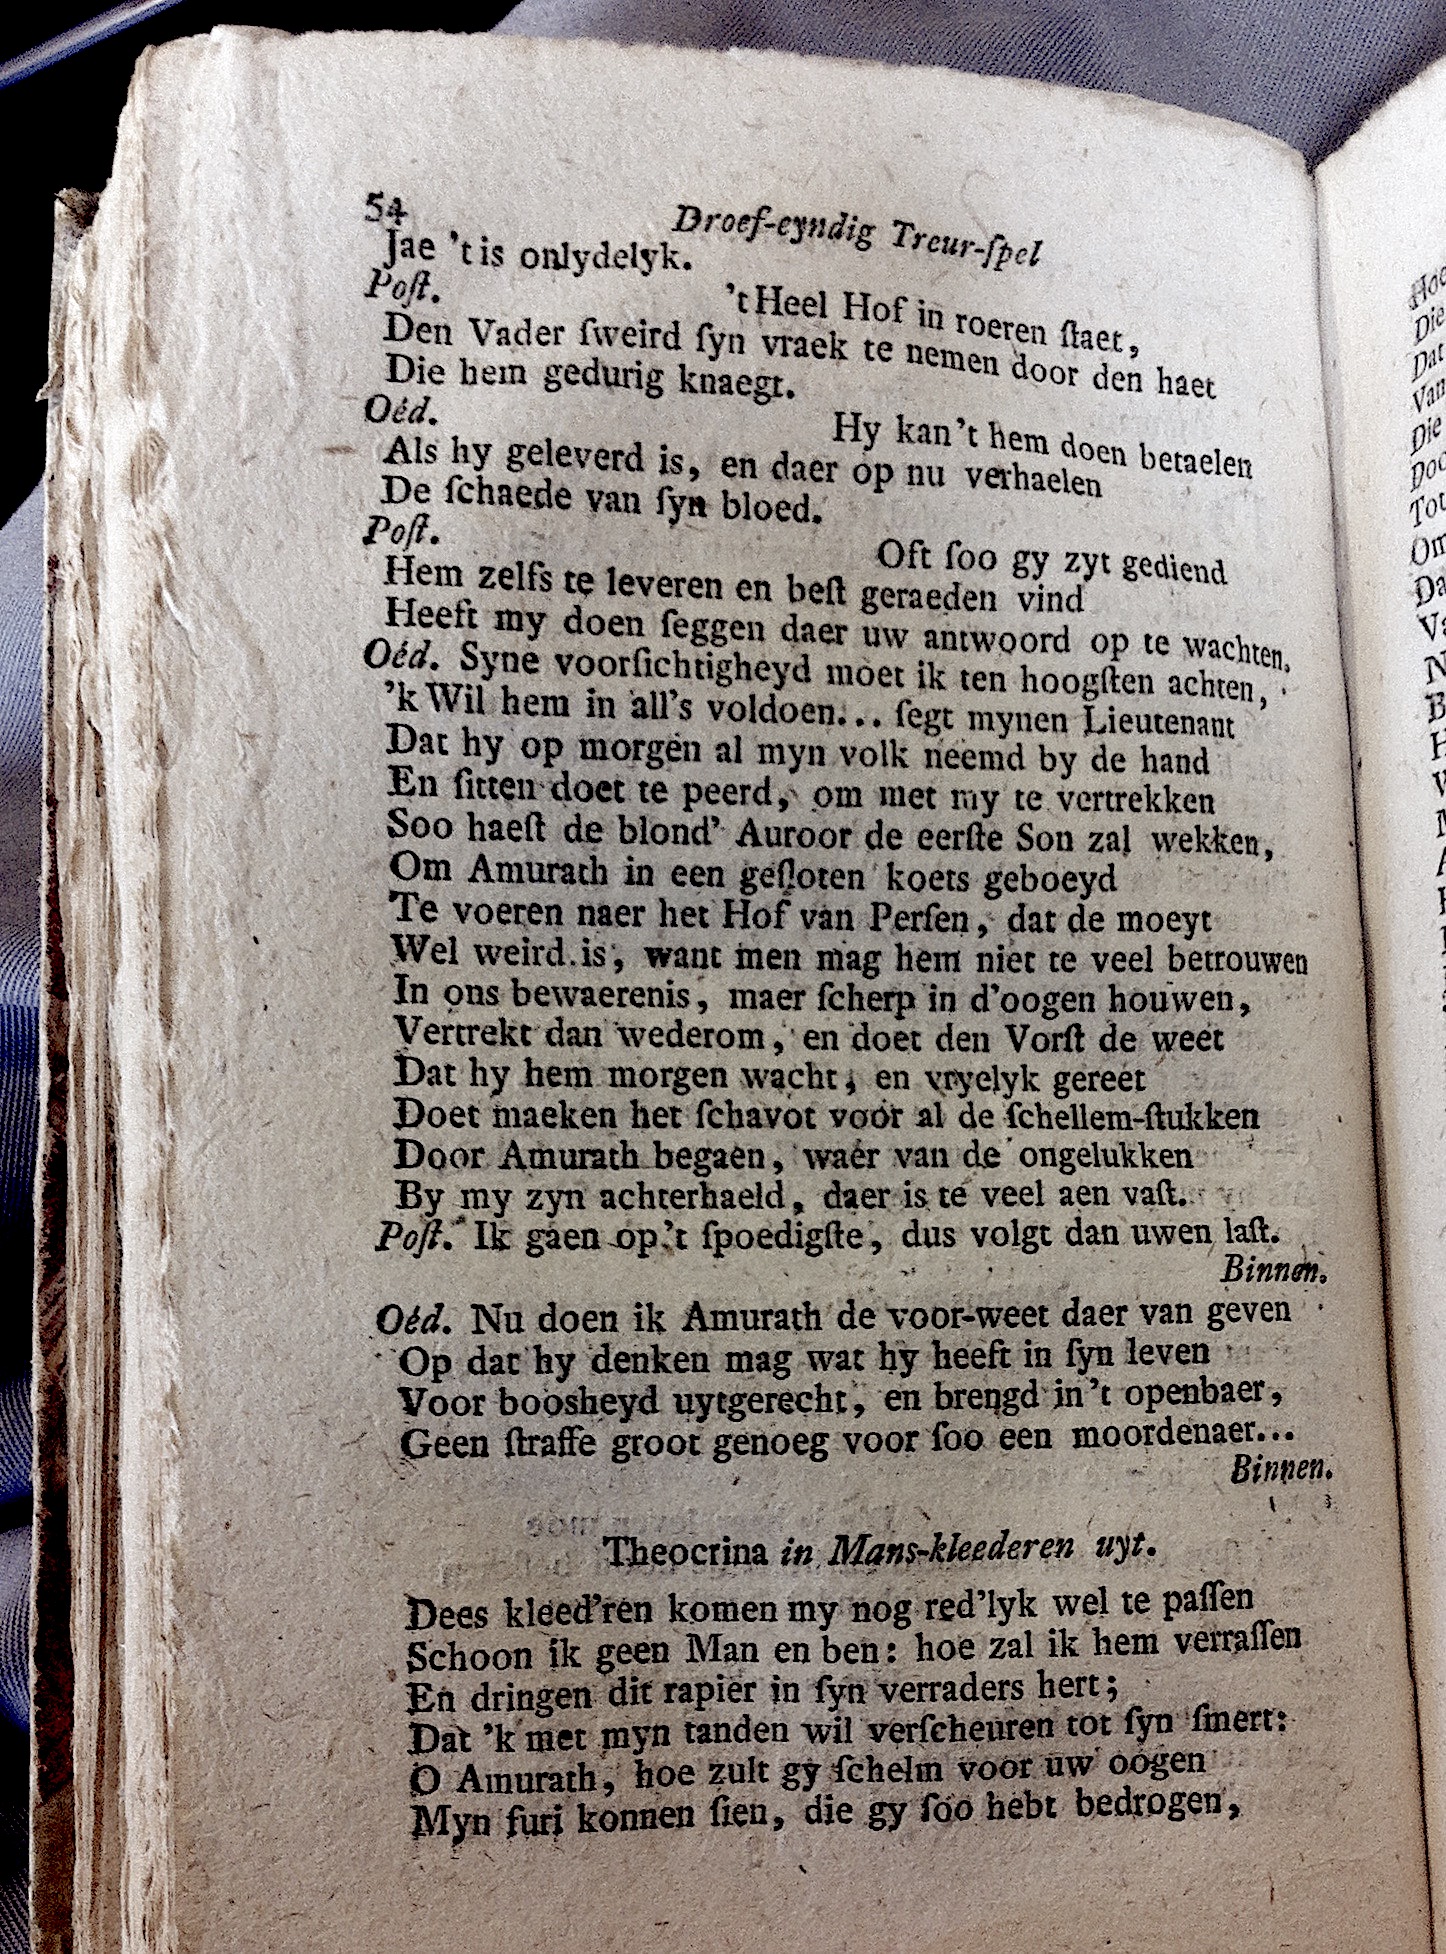 54
Droef-eyndig Treur-ſpel
Jae 't is onlydelyk.
Poſt.
't Heel Hof in roeren ſtaet,
Den Vader ſweird ſyn vraek te nemen door den haet
Die hem gedurig knaegt.
Oéd.
Hy kan't hem doen betaelen
Als hy geleverd is, en daer op nu verhaelen
De ſchaede van ſyn bloed.
Poſt.
Oft ſoo gy zyt gediend
Hem zelfs te leveren en beſt geraeden vind
Heeft my doen ſeggen daer uw antwoord op te wachten.
Oéd. Syne voorſichtigheyd moet ik ten hoogſten achten,
'k Wil hem in all's voldoen... ſegt mynen Lieutenant
Dat hy op morgen al myn volk neemd by de hand
En ſitten doet te peerd, om met my te vertrekken
Soo haeſt de blond' Auroor de eerſte Son zal wekken,
Om Amurath in een geſloten koets geboeyd
Te voeren naer het Hof van Perſen, dat de moeyt
Wel weird is, want men mag hem niet te veel betrouwen
In ons bewaerenis, maer ſcherp in d'oogen houwen,
Vertrekt dan wederom, en doet den Vorſt de weet
Dat hy hem morgen wacht, en vryelyk gereet
Doet maeken het ſchavot voor al de ſchellem-ſtukken
Door Amurath begaen, waer van de ongelukken
By my zyn achterhaeld, daer is te veel aen vaſt.
Poſt. Ik gaen op 't ſpoedigſte, dus volgt dan uwen laſt.
Binnen.
Oéd. Nu doen ik Amurath de voor-weet daer van geven
Op dat hy denken mag wat hy heeft in ſyn leven
Voor boosheyd uytgerecht, en brengd in't openbaer,
Geen ſtraffe groot genoeg voor ſoo een moordenaer...
Binnen.
Theocrina in Mans-kleederen uyt.
Dees kleed'ren komen my nog red'lyk wel te paſſen
Schoon ik geen Man en ben: hoe zal ik hem verraſſen
En dringen dit rapier in ſyn verraders hert;
Dat 'k met myn tanden wil verſcheuren tot ſyn ſmert:
O Amurath, hoe zult gy ſchelm voor uw oogen
Myn furi konnen ſien, die gy ſoo hebt bedrogen,
Hoe
Die
Dat
Van
Die